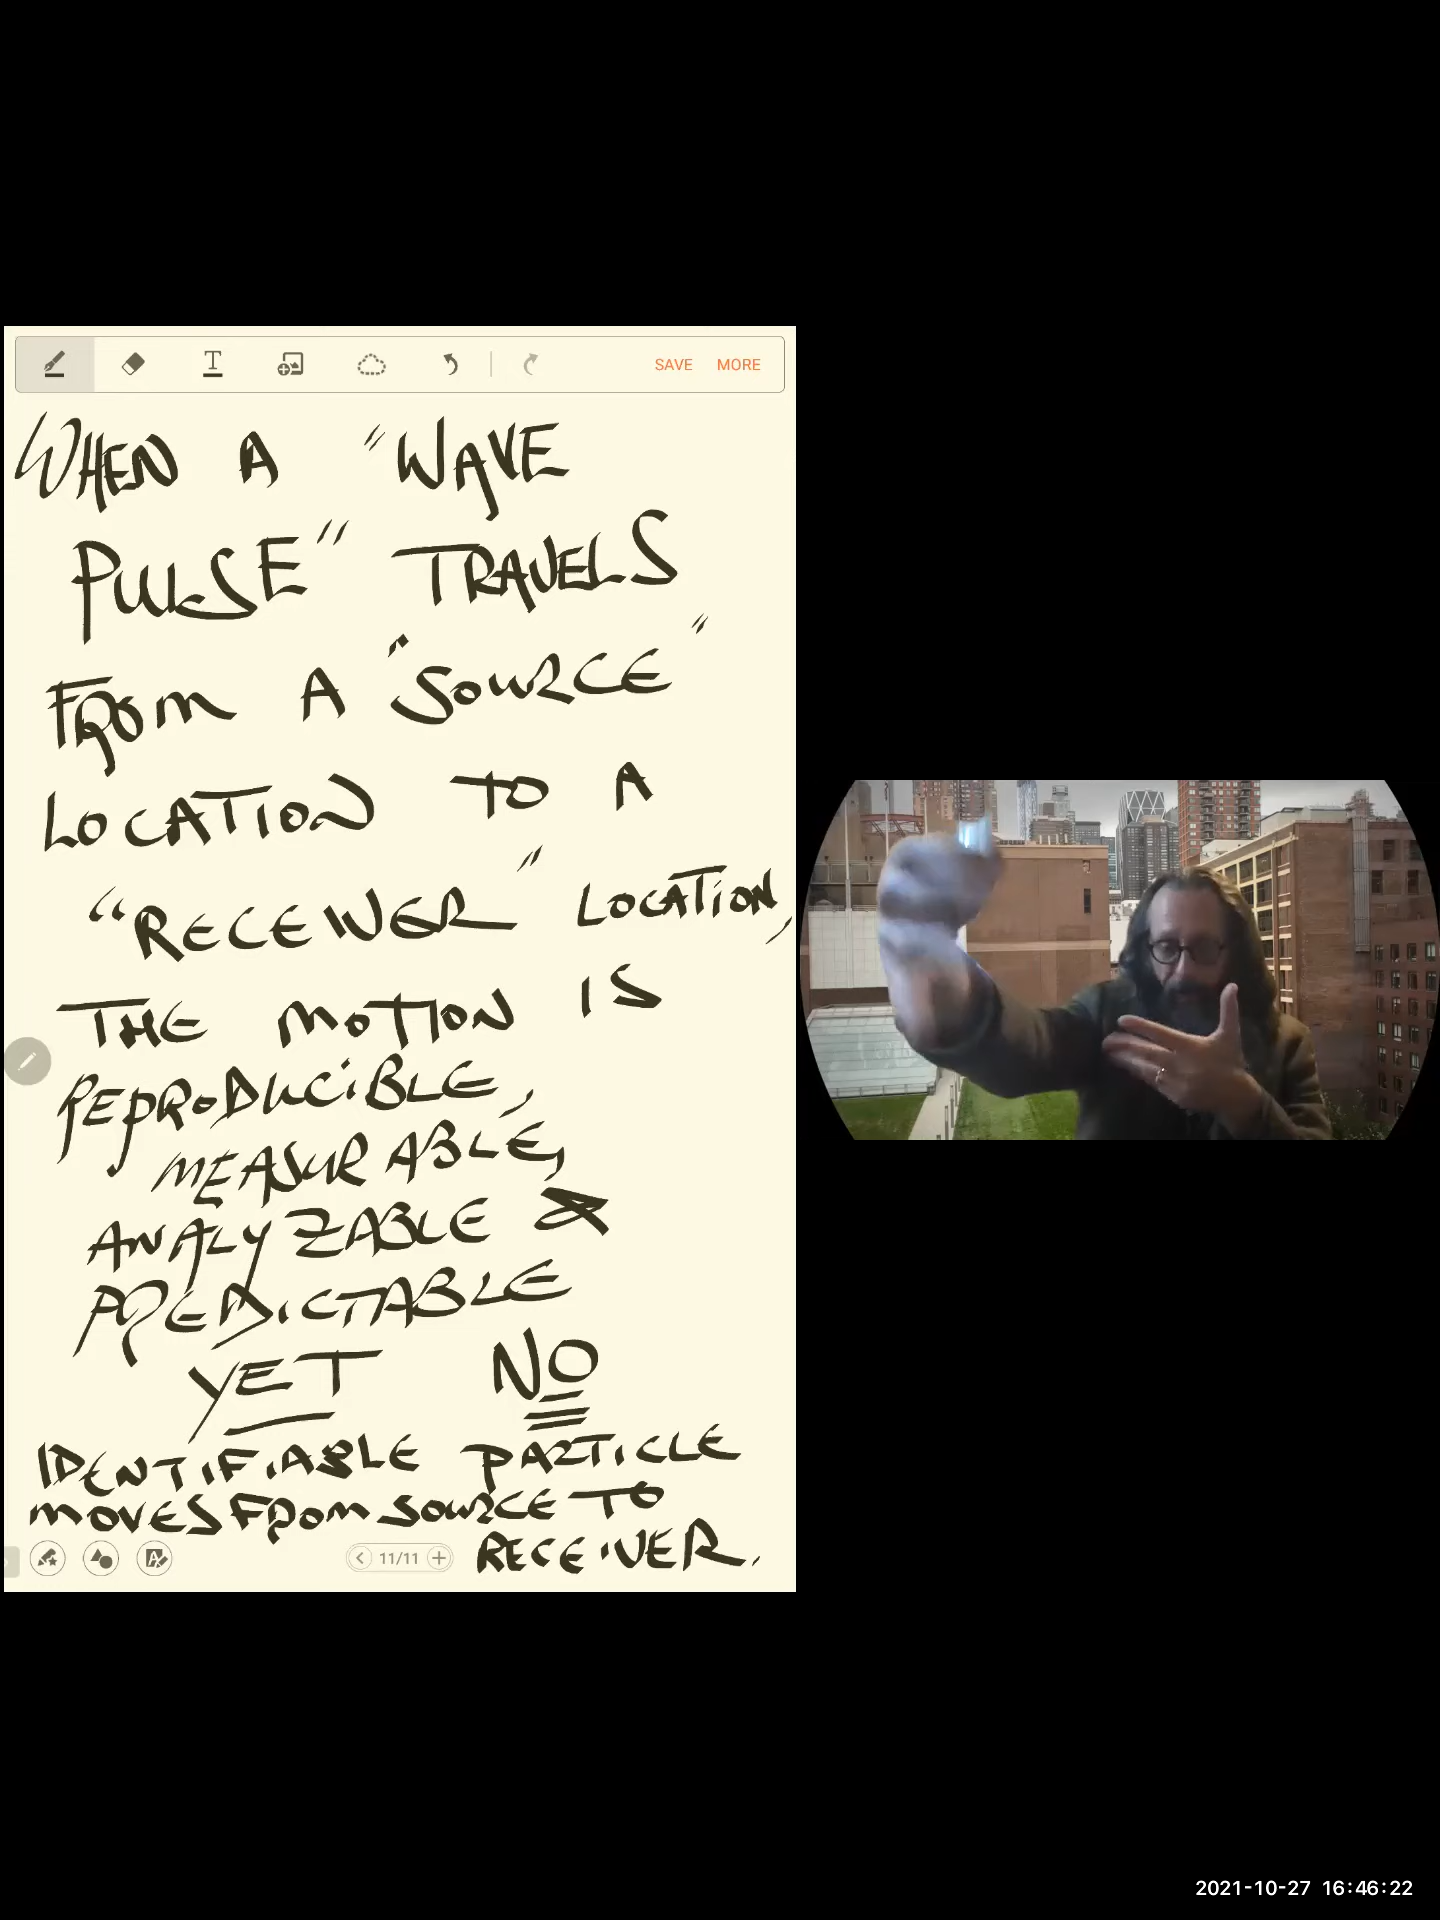 SAVE MORE
WHEN A "WAVE
PULSE" TRAVELS
FROM A "SOURCE"
LOCATION TO A
"RECEIVER" LOCATION,
THE MOTION IS
REPRODUCIBLE,
MEASURABLE,
ANALYZABLE &
PREDICTABLE
YET NO
IDENTIFIABLE PARTICLE
MOVES FROM SOURCE TO
RECEIVER.
11/11
2021-10-27 16:46:22